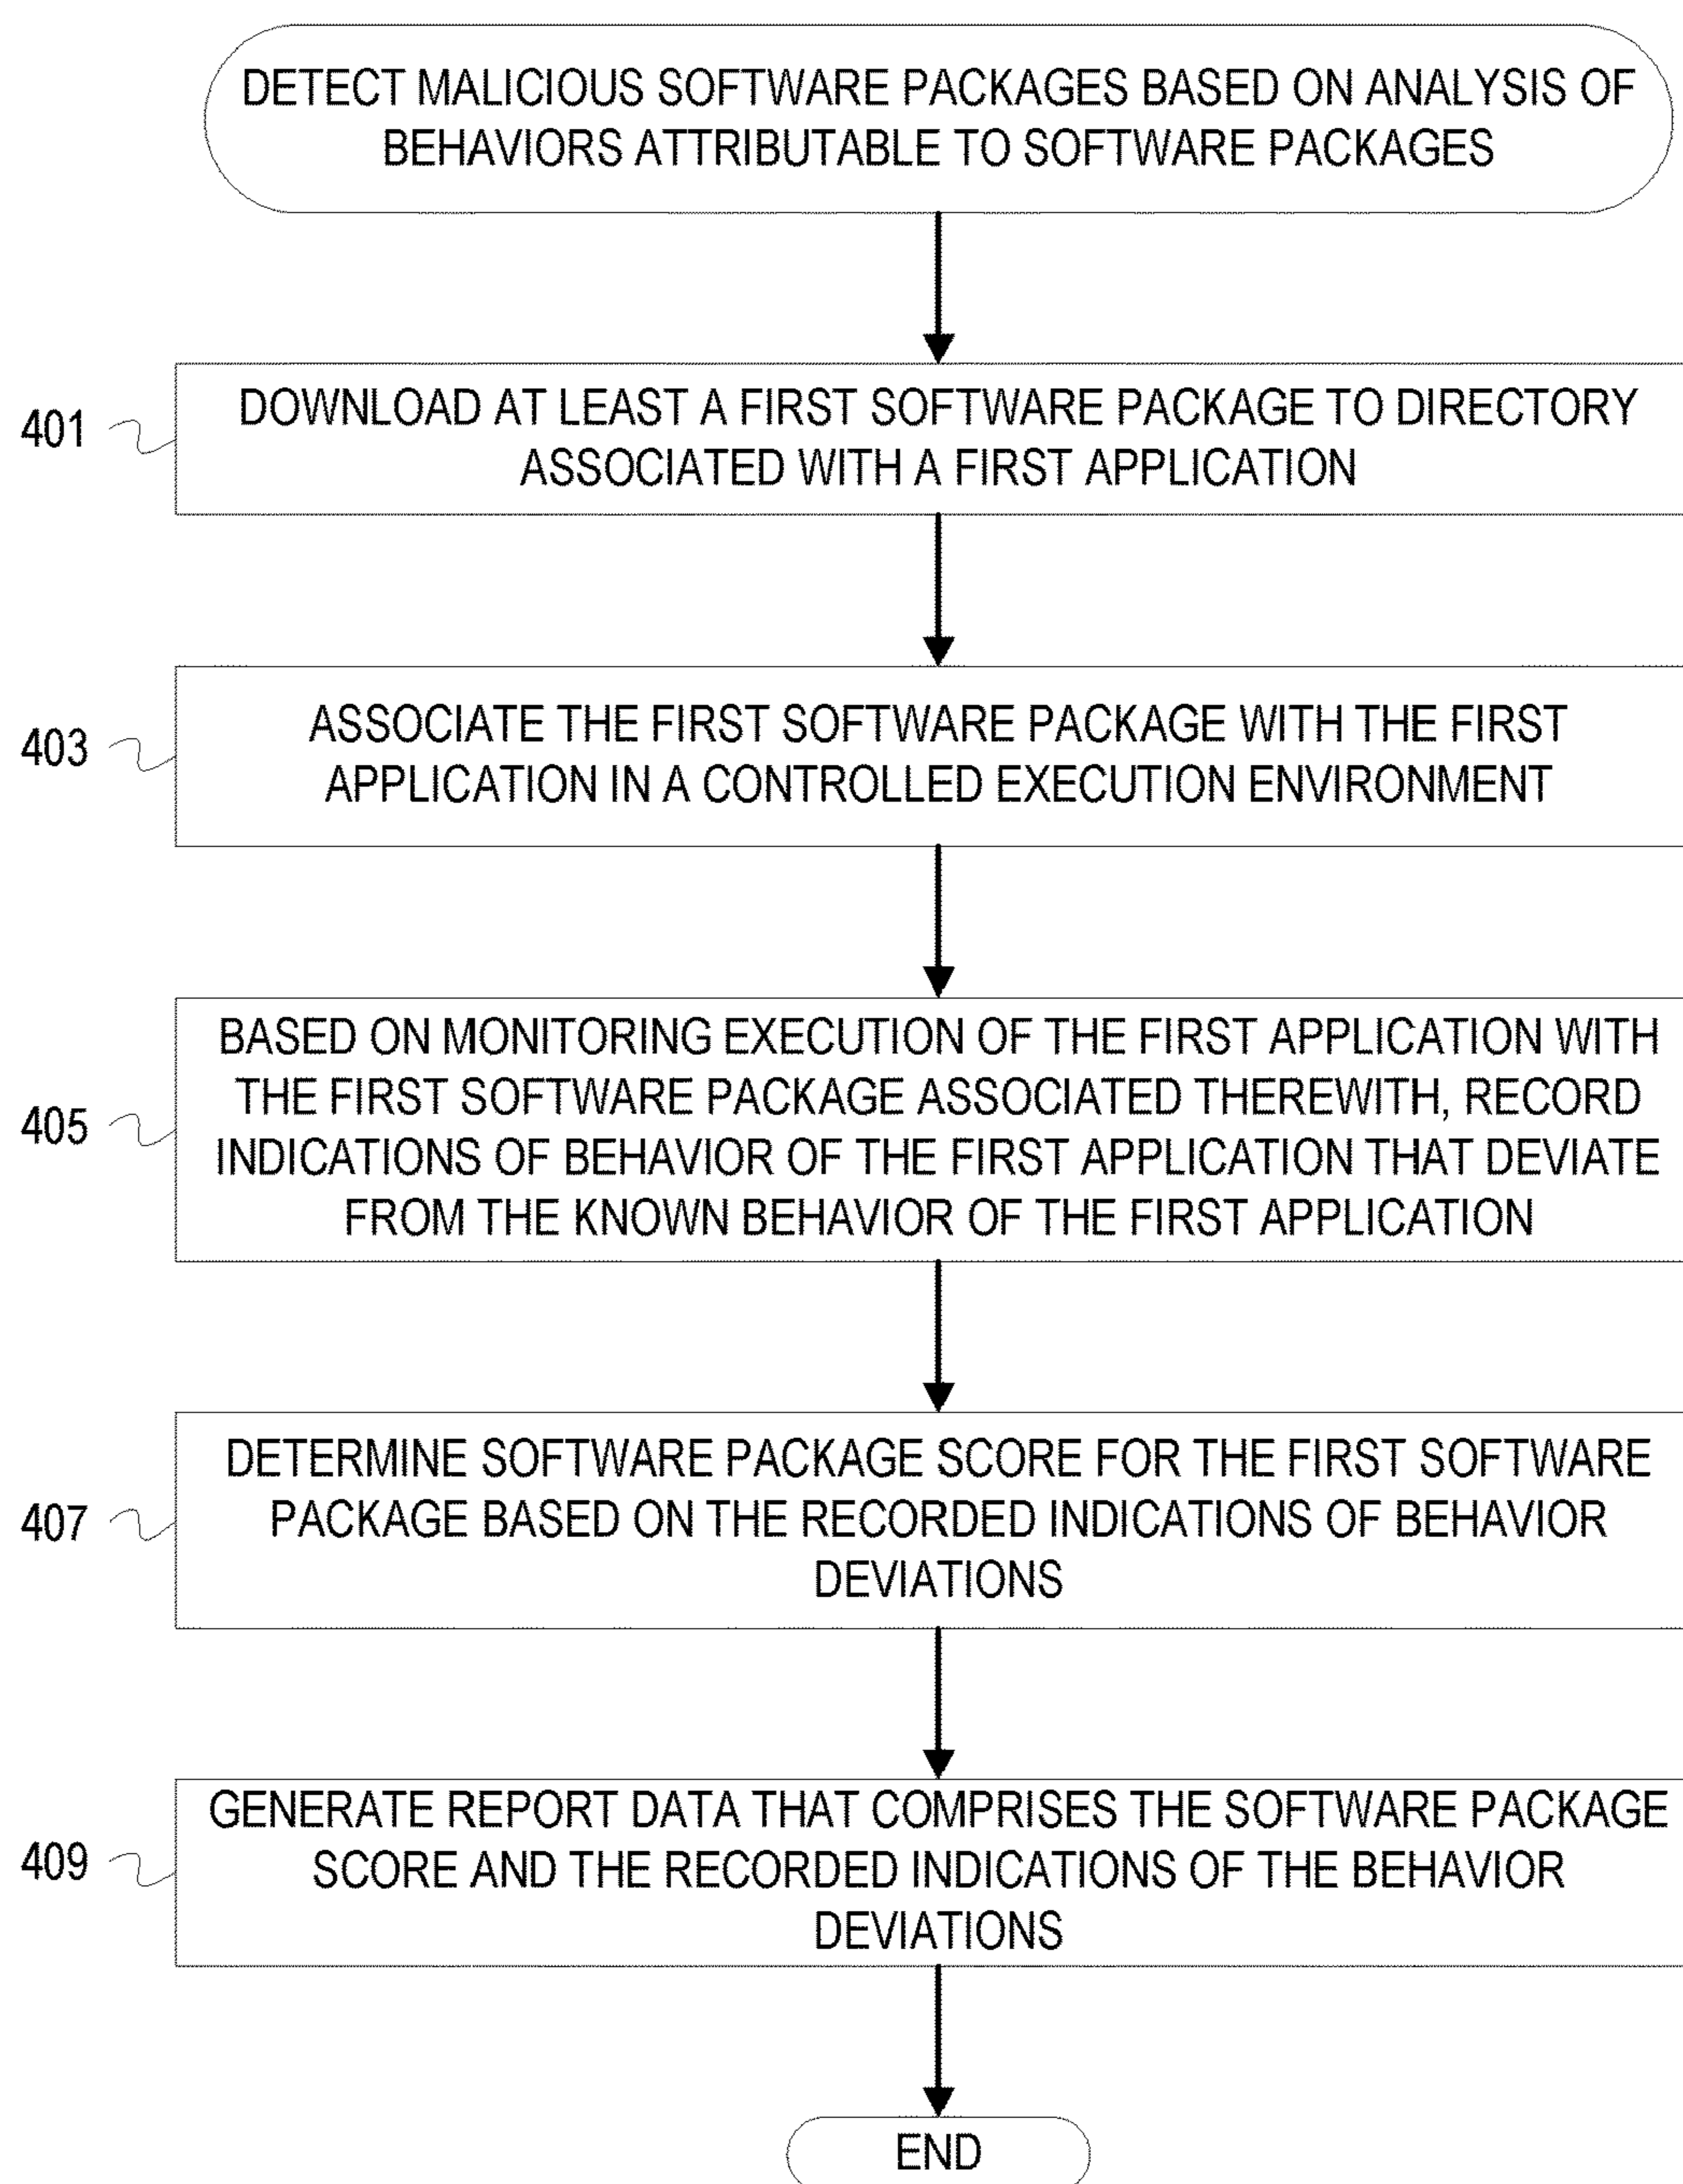 DETECT MALICIOUS SOFTWARE PACKAGES BASED ON ANALYSIS OF
BEHAVIORS ATTRIBUTABLE TO SOFTWARE PACKAGES
401
DOWNLOAD AT LEAST A FIRST SOFTWARE PACKAGE TO DIRECTORY
ASSOCIATED WITH A FIRST APPLICATION
403
ASSOCIATE THE FIRST SOFTWARE PACKAGE WITH THE FIRST
APPLICATION IN A CONTROLLED EXECUTION ENVIRONMENT
405
BASED ON MONITORING EXECUTION OF THE FIRST APPLICATION WITH
THE FIRST SOFTWARE PACKAGE ASSOCIATED THEREWITH, RECORD
INDICATIONS OF BEHAVIOR OF THE FIRST APPLICATION THAT DEVIATE
FROM THE KNOWN BEHAVIOR OF THE FIRST APPLICATION
407
DETERMINE SOFTWARE PACKAGE SCORE FOR THE FIRST SOFTWARE
PACKAGE BASED ON THE RECORDED INDICATIONS OF BEHAVIOR
DEVIATIONS
409
GENERATE REPORT DATA THAT COMPRISES THE SOFTWARE PACKAGE
SCORE AND THE RECORDED INDICATIONS OF THE BEHAVIOR
DEVIATIONS
END